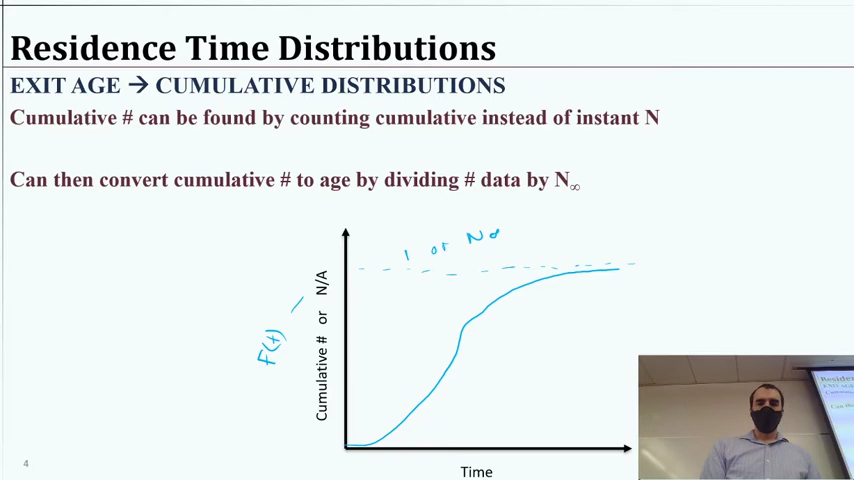 Residence Time Distributions
EXIT AGE → CUMULATIVE DISTRIBUTIONS
Cumulative # can be found by counting cumulative instead of instant N
Can then convert cumulative # to age by dividing # data by N∞
1 or N∞
F(t)
Cumulative # or N/A
Time
4